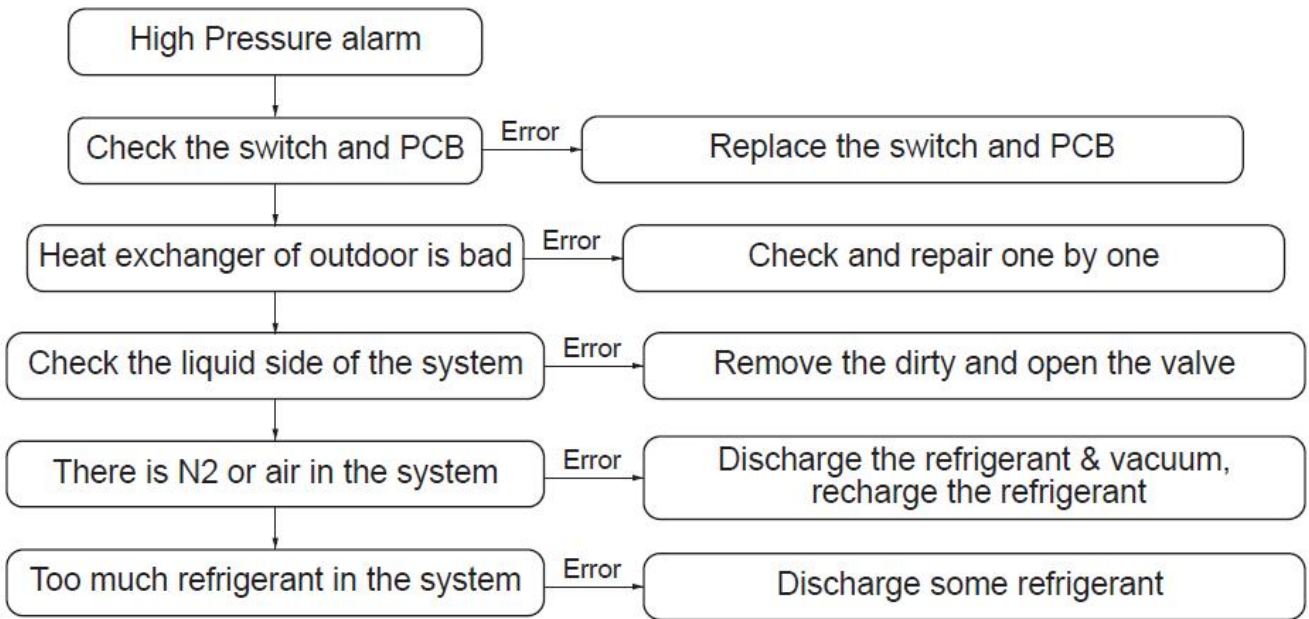 High Pressure alarm
Check the switch and PCB
Error
Replace the switch and PCB
Heat exchanger of outdoor is bad
Error
Check and repair one by one
Check the liquid side of the system
Error
Remove the dirty and open the valve
There is N2 or air in the system
Error
Discharge the refrigerant & vacuum,
recharge the refrigerant
Too much refrigerant in the system
Error
Discharge some refrigerant